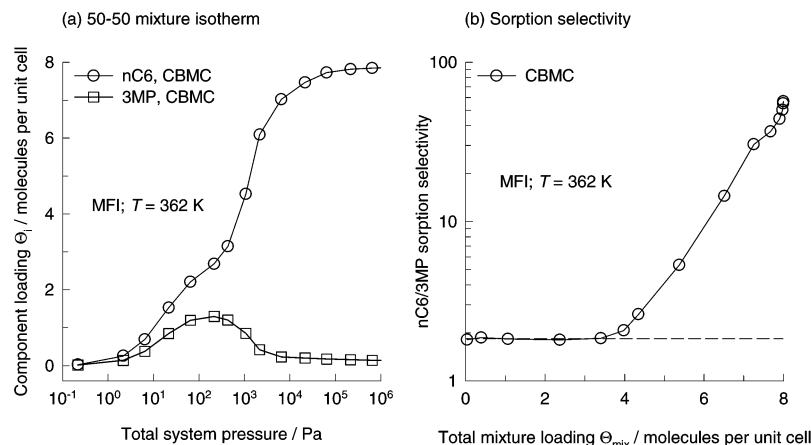 (a) 50-50 mixture isotherm
nC6, CBMC
3MP, CBMC
MFI; T = 362 K
Component loading Θi / molecules per unit cell
8
6
4
2
0
10-1 100 101 102 103 104 105 106
Total system pressure / Pa
(b) Sorption selectivity
CBMC
MFI; T = 362 K
nC6/3MP sorption selectivity
100
10
1
0 2 4 6 8
Total mixture loading Θmix / molecules per unit cell